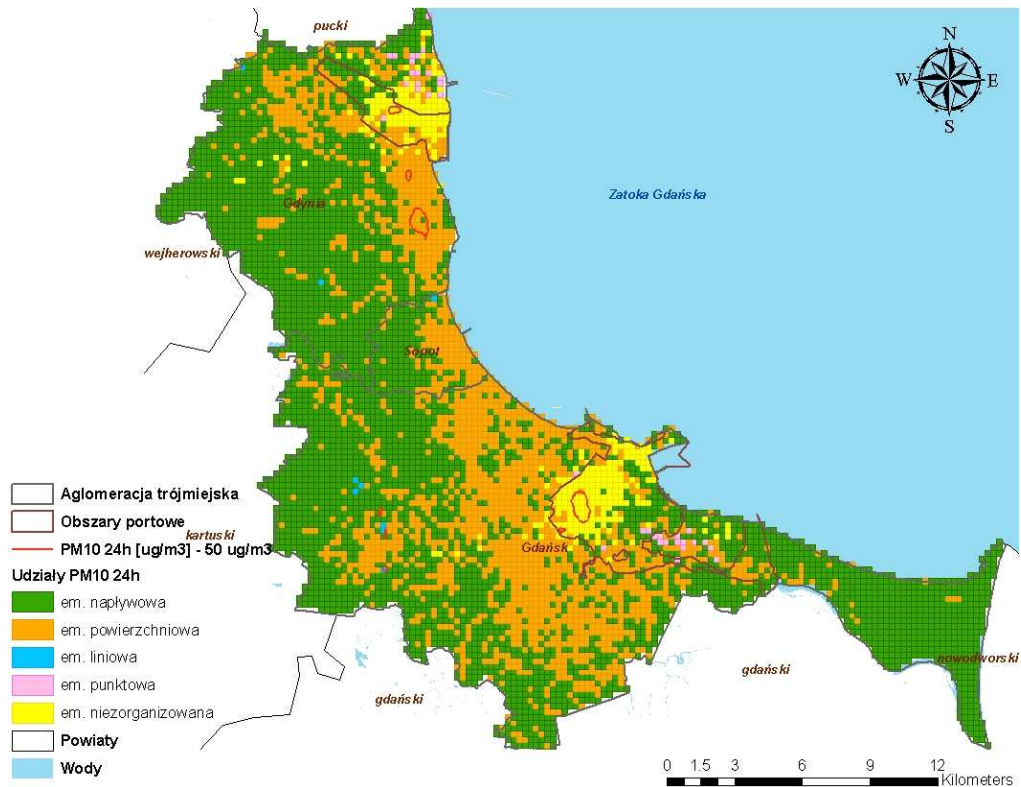 pucki
N
W E
S
Zatoka Gdańska
Gdynia
wejherowski
Sopot
Aglomeracja trójmiejska
Obszary portowe
kartuski
PM10 24h [ug/m3] - 50 ug/m3
Gdańsk
Udziały PM10 24h
em. napływowa
em. powierzchniowa
em. liniowa
em. punktowa
em. niezorganizowana
Powiaty
Wody
gdański
gdański
nowodworski
0 1.5 3 6 9 12
Kilometers